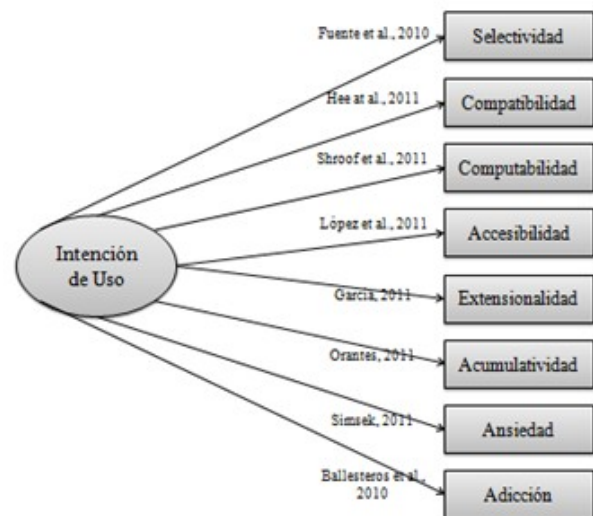 Fuente et al., 2010
Selectividad
Hee at al., 2011
Compatibilidad
Shroof et al., 2011
Computabilidad
López et al., 2011
Accesibilidad
Intención
de Uso
García, 2011
Extensionalidad
Orantes, 2011
Acumulatividad
Simsek, 2011
Ansiedad
Ballesteros et al.,
2010
Adicción